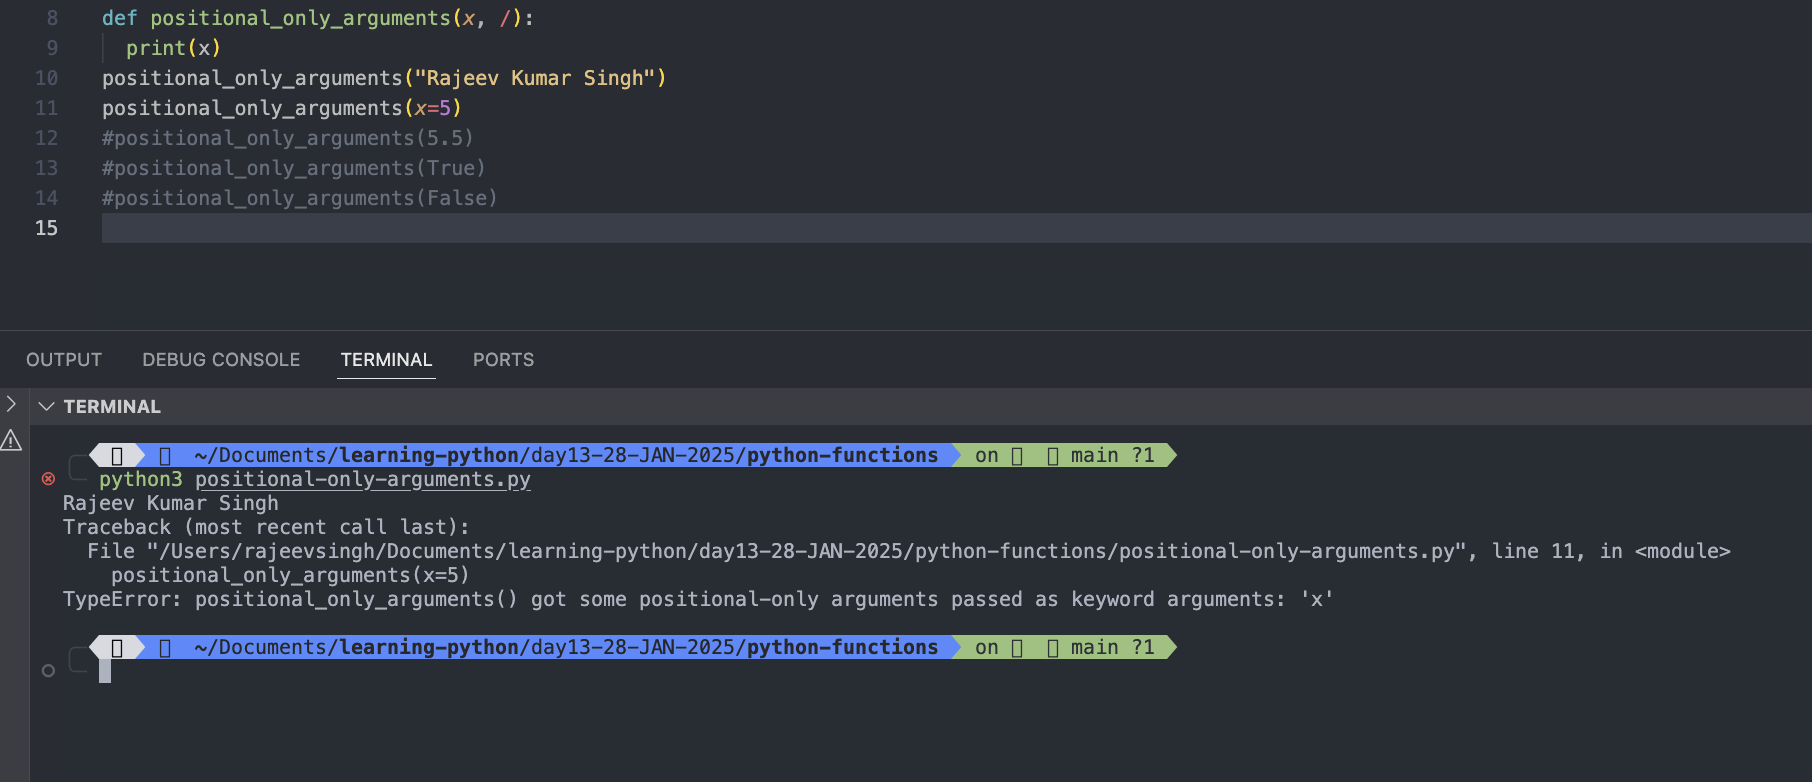 8 def positional_only_arguments(x, /):
9 print(x)
10 positional_only_arguments("Rajeev Kumar Singh")
11 positional_only_arguments(x=5)
12 #positional_only_arguments(5.5)
13 #positional_only_arguments(True)
14 #positional_only_arguments(False)
15
OUTPUT DEBUG CONSOLE TERMINAL PORTS
TERMINAL
~/Documents/learning-python/day13-28-JAN-2025/python-functions on main ?1
python3 positional-only-arguments.py
Rajeev Kumar Singh
Traceback (most recent call last):
File "/Users/rajeevsingh/Documents/learning-python/day13-28-JAN-2025/python-functions/positional-only-arguments.py", line 11, in <module>
positional_only_arguments(x=5)
TypeError: positional_only_arguments() got some positional-only arguments passed as keyword arguments: 'x'
~/Documents/learning-python/day13-28-JAN-2025/python-functions on main ?1